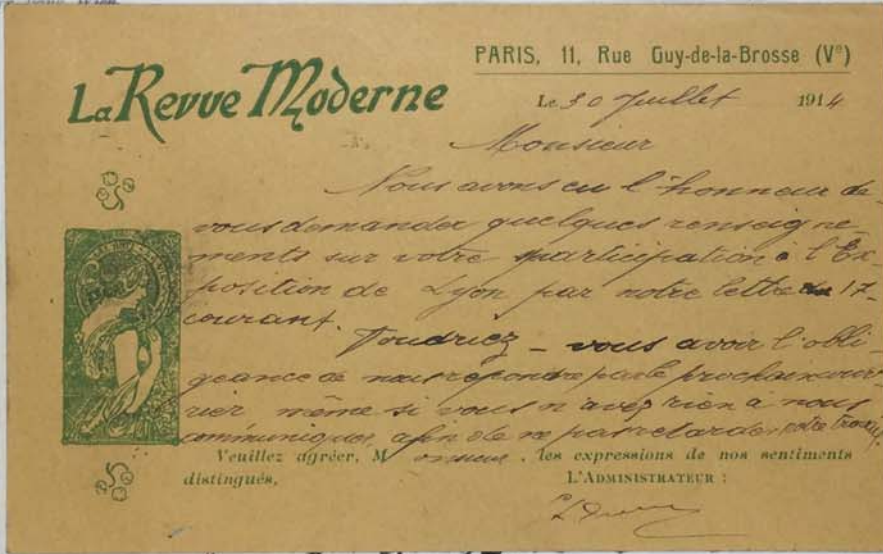 La Revue Moderne
PARIS, 11, Rue Guy-de-la-Brosse (Vº)
Le 30 Juillet 1914
Monsieur
Nous avons eu l'honneur de
vous demander quelques renseigne-
ments sur votre participation à l'Ex-
position de Lyon par notre lettre du 17
courant.
Voudriez-vous avoir l'obli-
geance de nous répondre par le prochain cour-
rier même si vous n'avez rien à nous
communiquer, afin de ne pas retarder notre travail.
Veuillez agréer, Monsieur, les expressions de nos sentiments
distingués,
L'ADMINISTRATEUR :